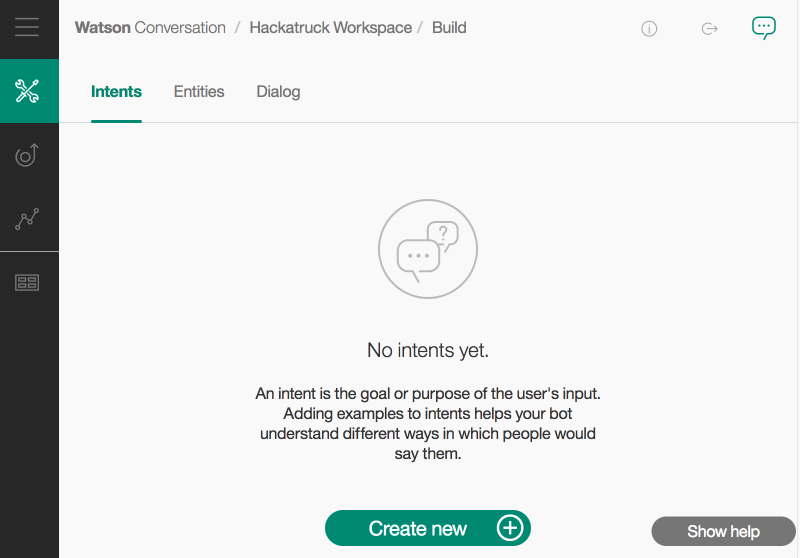 Watson Conversation / Hackatruck Workspace / Build
Intents Entities Dialog
?
No intents yet.
An intent is the goal or purpose of the user's input.
Adding examples to intents helps your bot
understand different ways in which people would
say them.
Create new
Show help